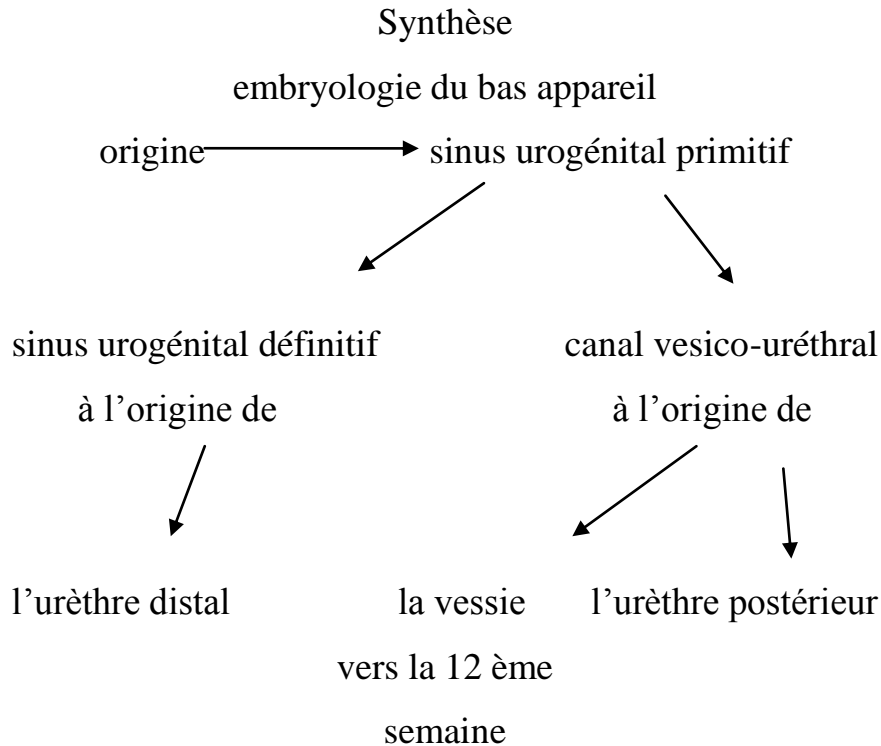 Synthèse
embryologie du bas appareil
origine sinus urogénital primitif
sinus urogénital définitif canal vesico-uréthral
à l’origine de à l’origine de
l’urèthre distal la vessie l’urèthre postérieur
vers la 12 ème
semaine